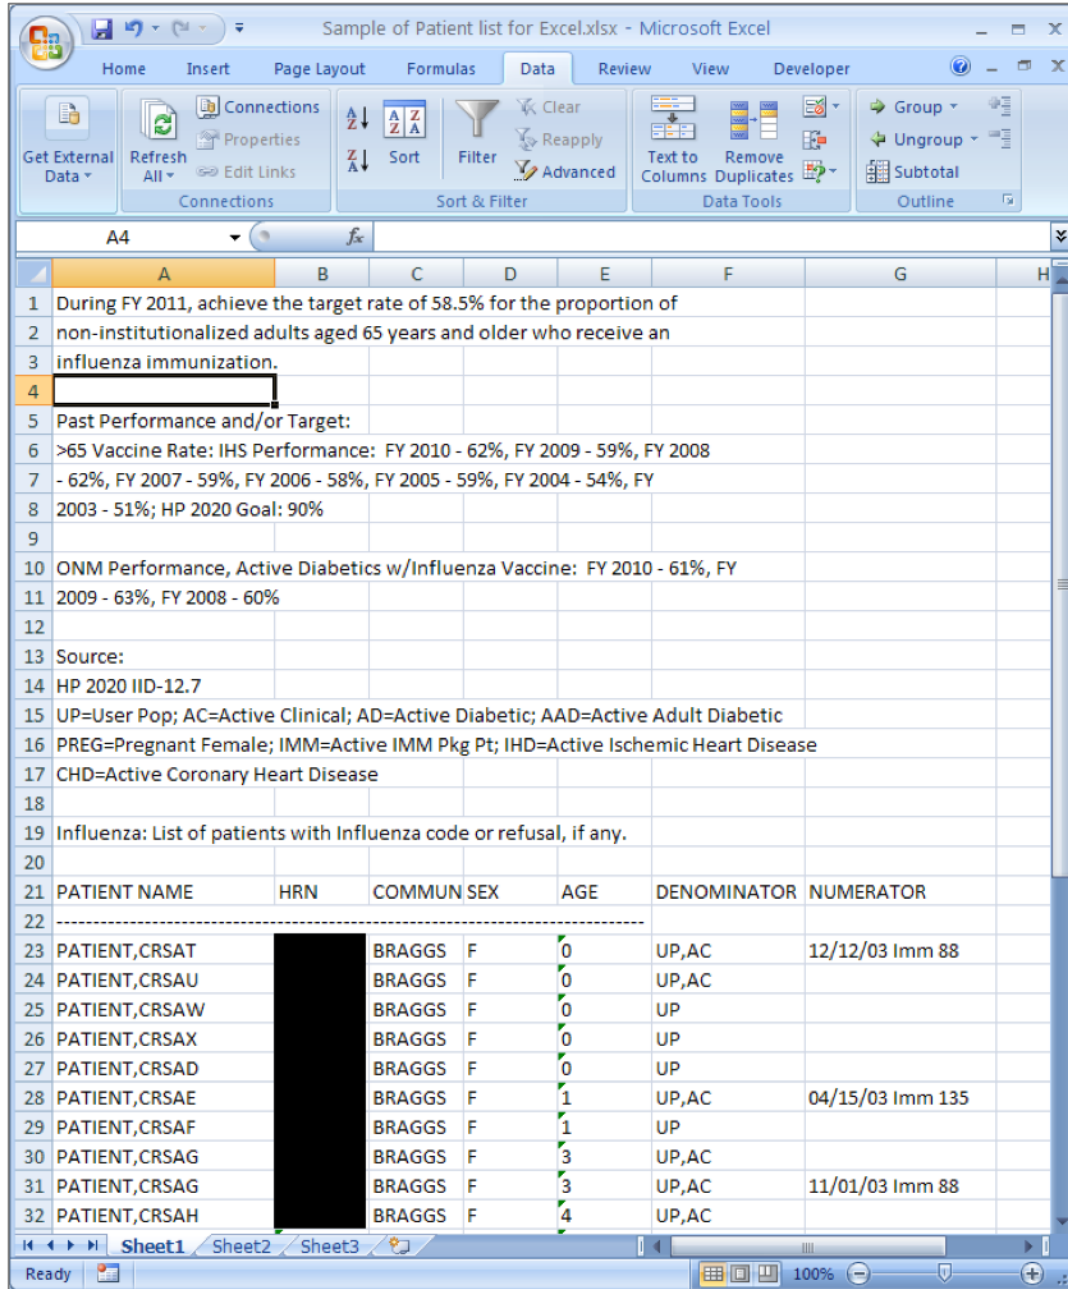 Sample of Patient list for Excel.xlsx - Microsoft Excel
Home Insert Page Layout Formulas Data Review View Developer
Get External Data
Refresh All
Connections
Properties
Edit Links
Connections
Sort
Filter
Clear
Reapply
Advanced
Sort & Filter
Text to Columns
Remove Duplicates
Data Tools
Group
Ungroup
Subtotal
Outline
A4 fx
A B C D E F G H
1 During FY 2011, achieve the target rate of 58.5% for the proportion of
2 non-institutionalized adults aged 65 years and older who receive an
3 influenza immunization.
4
5 Past Performance and/or Target:
6 >65 Vaccine Rate: IHS Performance: FY 2010 - 62%, FY 2009 - 59%, FY 2008
7 - 62%, FY 2007 - 59%, FY 2006 - 58%, FY 2005 - 59%, FY 2004 - 54%, FY
8 2003 - 51%; HP 2020 Goal: 90%
9
10 ONM Performance, Active Diabetics w/Influenza Vaccine: FY 2010 - 61%, FY
11 2009 - 63%, FY 2008 - 60%
12
13 Source:
14 HP 2020 IID-12.7
15 UP=User Pop; AC=Active Clinical; AD=Active Diabetic; AAD=Active Adult Diabetic
16 PREG=Pregnant Female; IMM=Active IMM Pkg Pt; IHD=Active Ischemic Heart Disease
17 CHD=Active Coronary Heart Disease
18
19 Influenza: List of patients with Influenza code or refusal, if any.
20
21 PATIENT NAME HRN COMMUN SEX AGE DENOMINATOR NUMERATOR
22 --------------------------------------------------------------------------------
23 PATIENT,CRSAT BRAGGS F 0 UP,AC 12/12/03 Imm 88
24 PATIENT,CRSAU BRAGGS F 0 UP,AC
25 PATIENT,CRSAW BRAGGS F 0 UP
26 PATIENT,CRSAX BRAGGS F 0 UP
27 PATIENT,CRSAD BRAGGS F 0 UP
28 PATIENT,CRSAE BRAGGS F 1 UP,AC 04/15/03 Imm 135
29 PATIENT,CRSAF BRAGGS F 1 UP
30 PATIENT,CRSAG BRAGGS F 3 UP,AC
31 PATIENT,CRSAG BRAGGS F 3 UP,AC 11/01/03 Imm 88
32 PATIENT,CRSAH BRAGGS F 4 UP,AC
Sheet1 Sheet2 Sheet3
Ready 100%